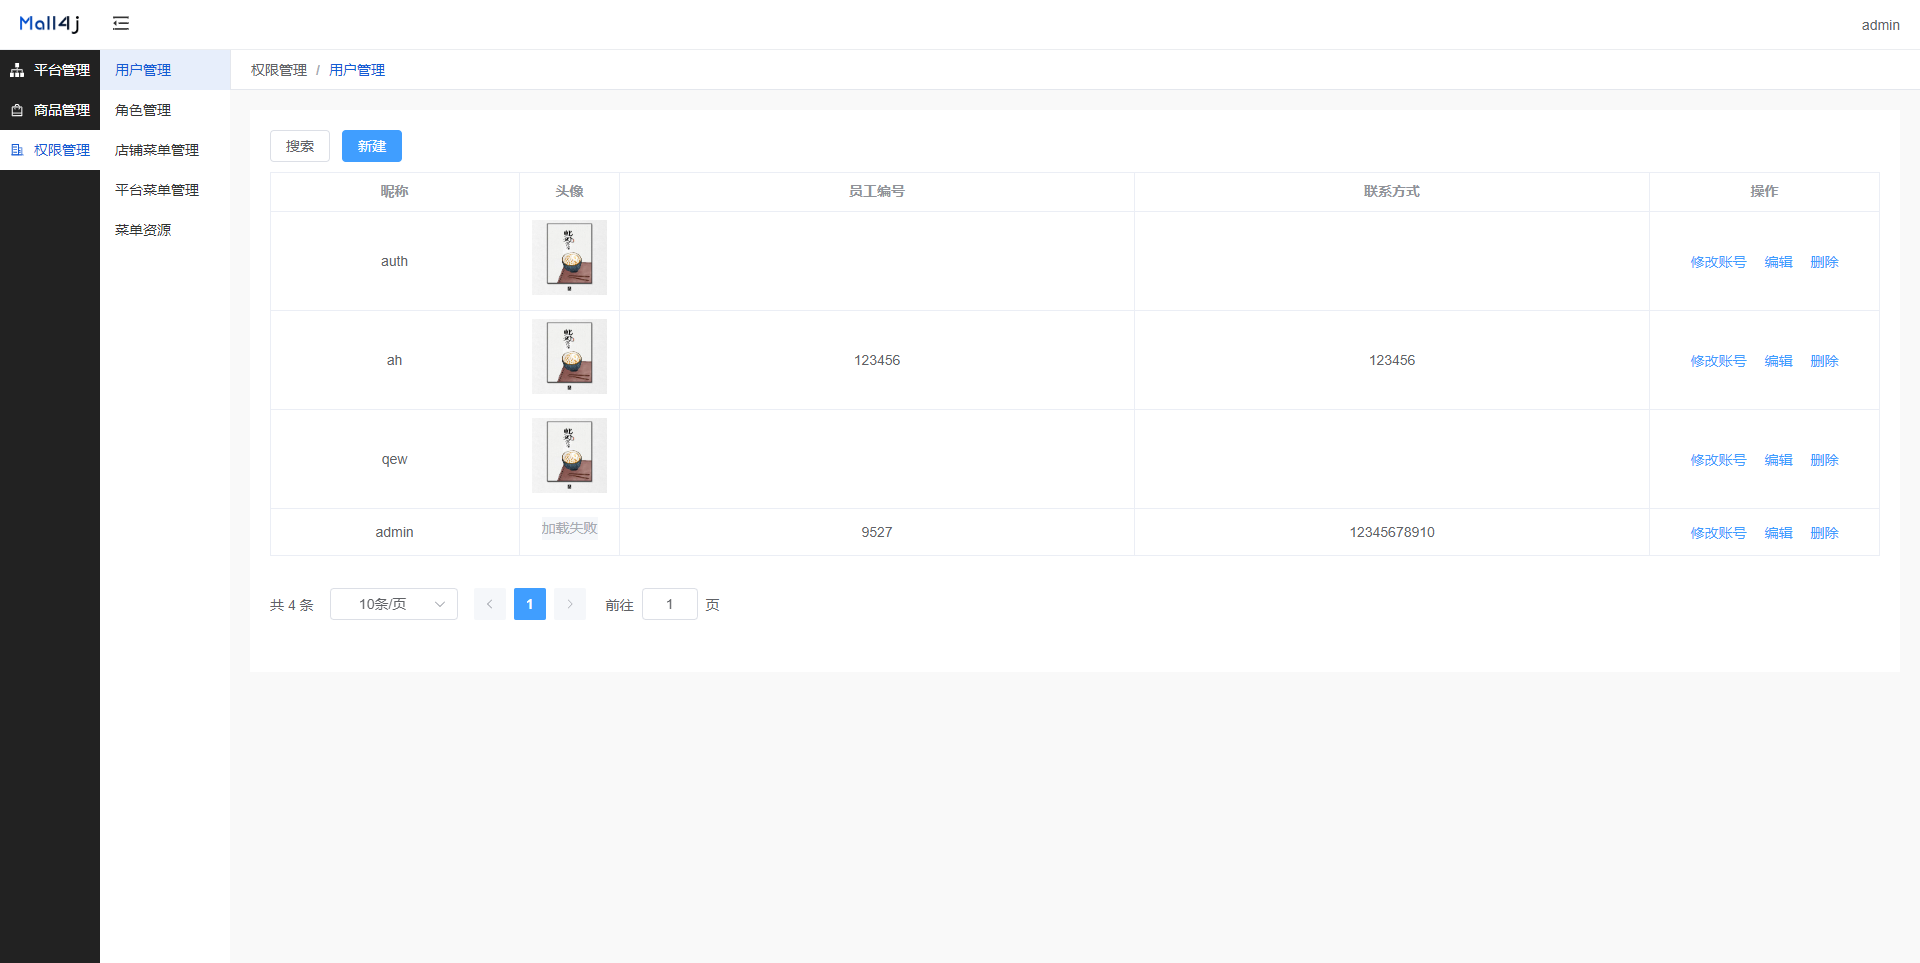 Mall4j
admin
平台管理
商品管理
权限管理
用户管理
角色管理
店铺菜单管理
平台菜单管理
菜单资源
权限管理 / 用户管理
搜索 新建
昵称 头像 员工编号 联系方式 操作
auth 修改账号 编辑 删除
ah 123456 123456 修改账号 编辑 删除
qew 修改账号 编辑 删除
admin 加载失败 9527 12345678910 修改账号 编辑 删除
共 4 条 10条/页 1 前往 1 页